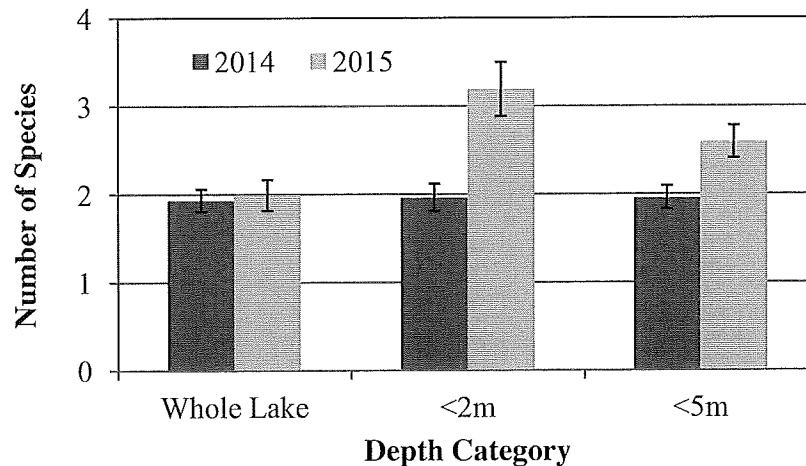 4
3
2
1
0
Number of Species
2014 2015
Whole Lake <2m <5m
Depth Category